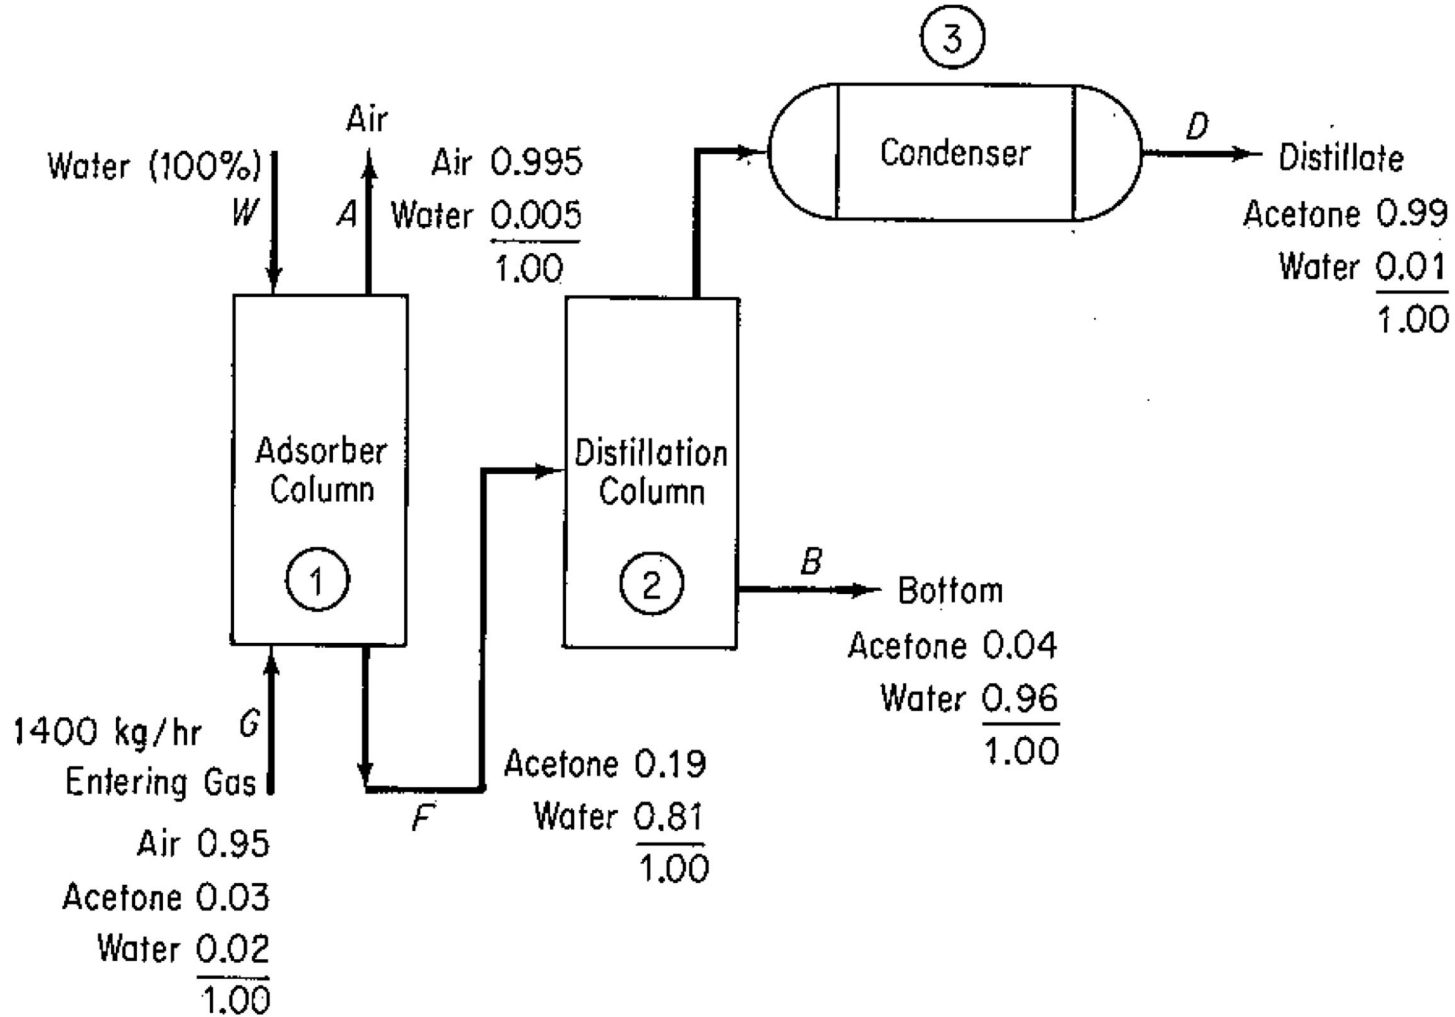 3
Condenser
D
Distillate
Acetone 0.99
Water 0.01
1.00
Air
Water (100%)
W
A
Air 0.995
Water 0.005
1.00
Adsorber
Column
1
Distillation
Column
2
B
Bottom
Acetone 0.04
Water 0.96
1.00
1400 kg/hr G
Entering Gas
Air 0.95
Acetone 0.03
Water 0.02
1.00
F
Acetone 0.19
Water 0.81
1.00